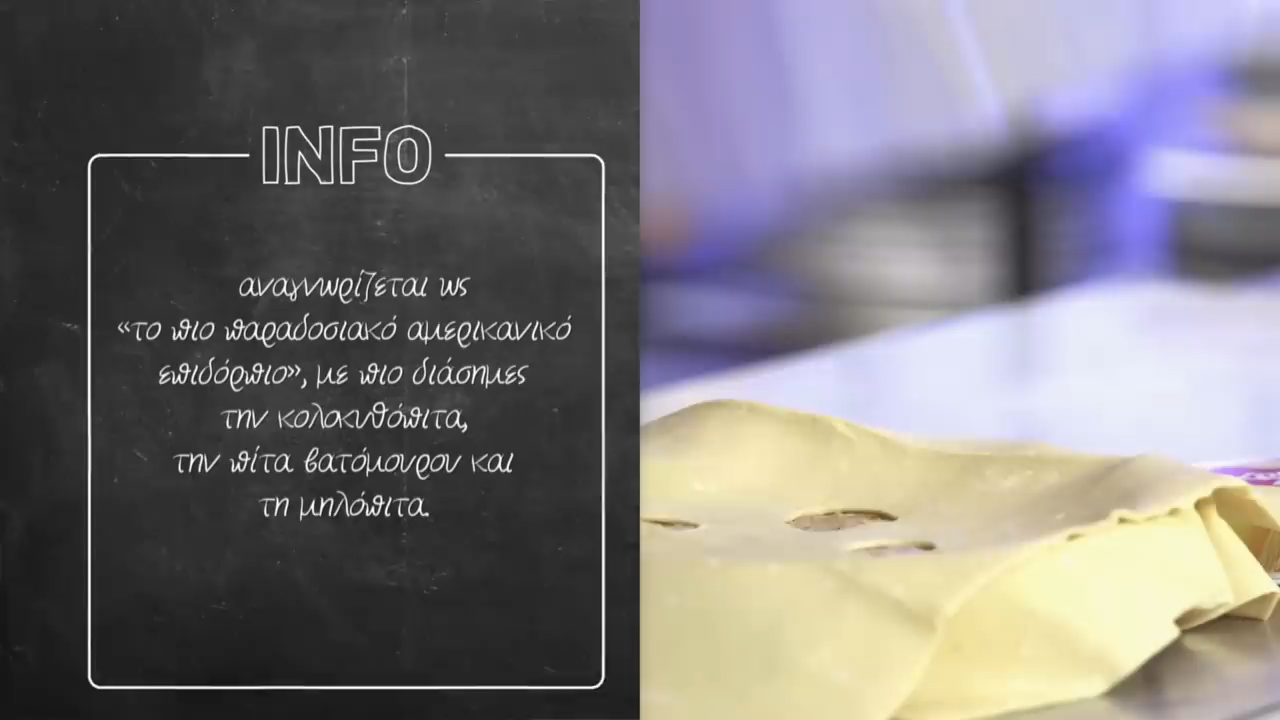 INFO
αναγνωρίζεται ως
«το πιο παραδοσιακό αμερικανικό
επιδόρπιο», με πιο διάσημες
την κολοκυθόπιτα,
την πίτα βατόμουρου και
τη μηλόπιτα.